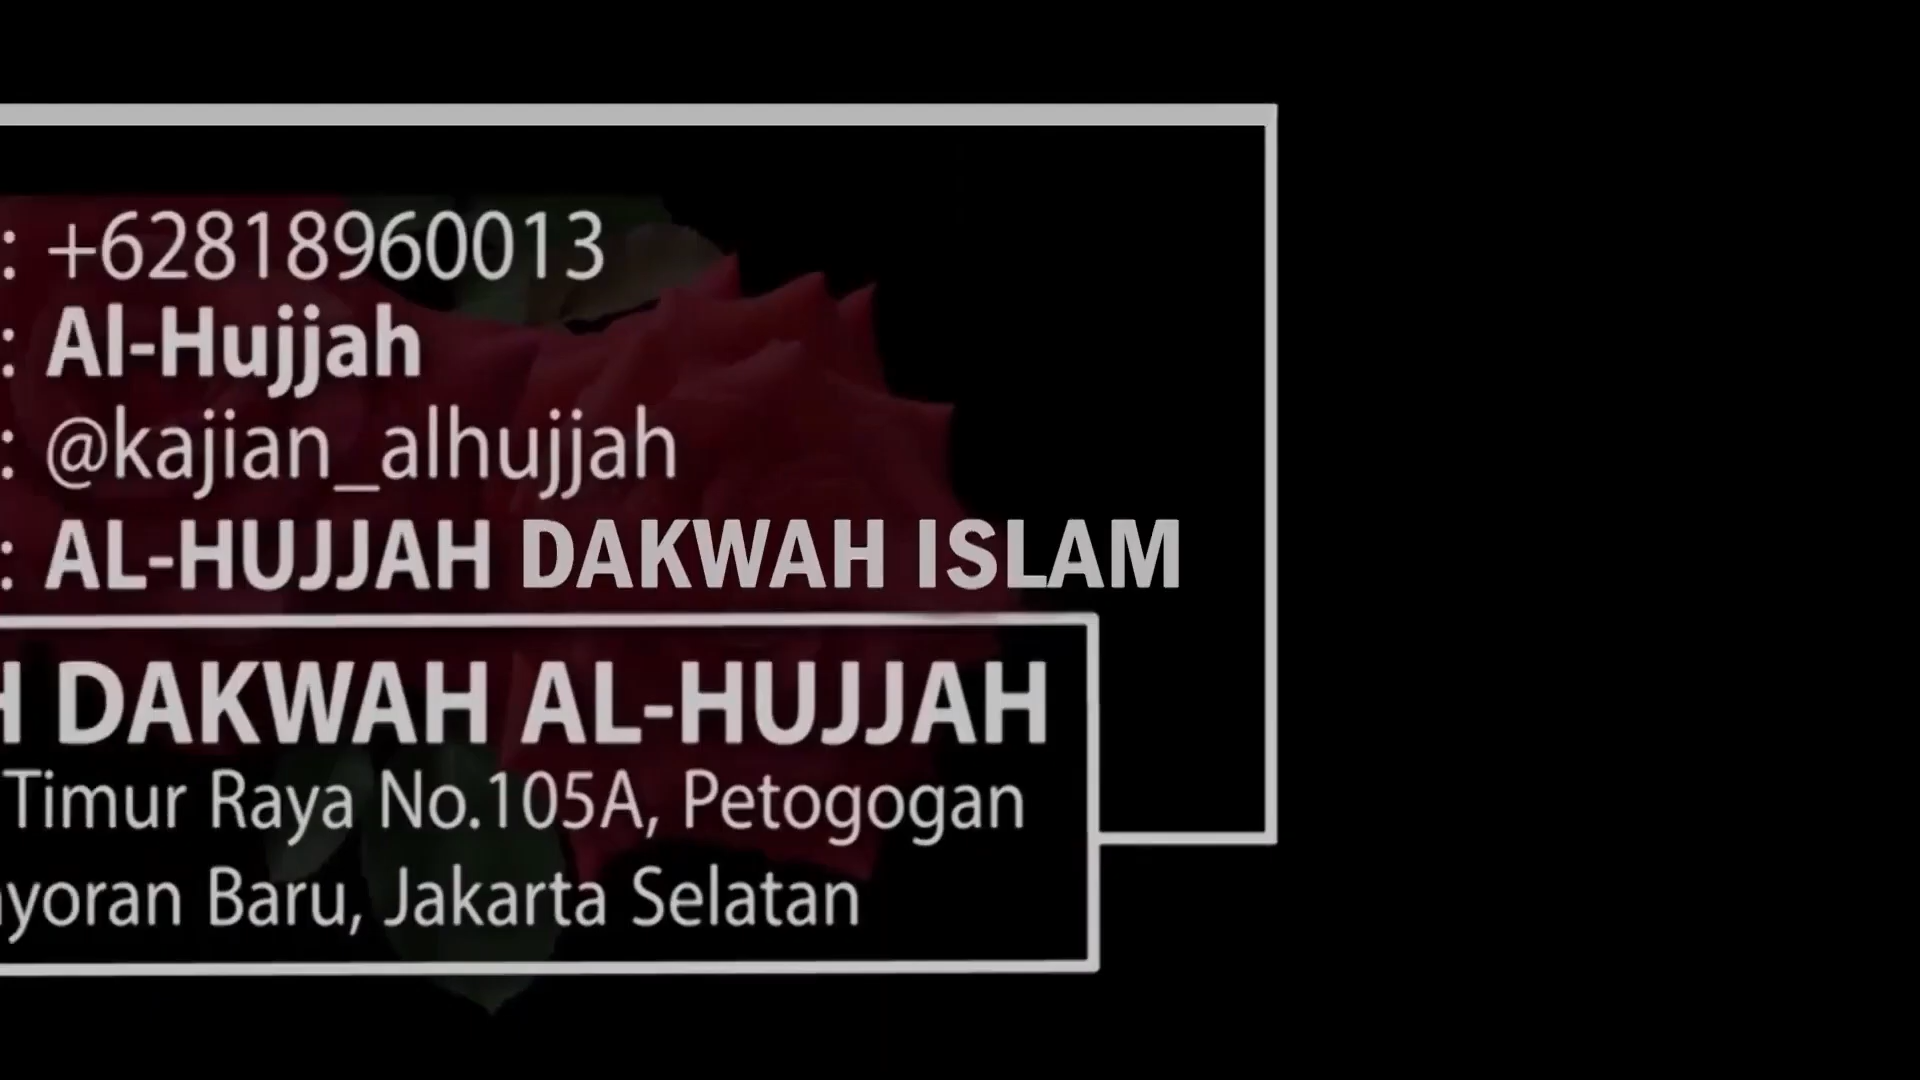 : +62818960013
: Al-Hujjah
: @kajian_alhujjah
: AL-HUJJAH DAKWAH ISLAM
DAKWAH AL-HUJJAH
Timur Raya No.105A, Petogogan
Baru, Jakarta Selatan